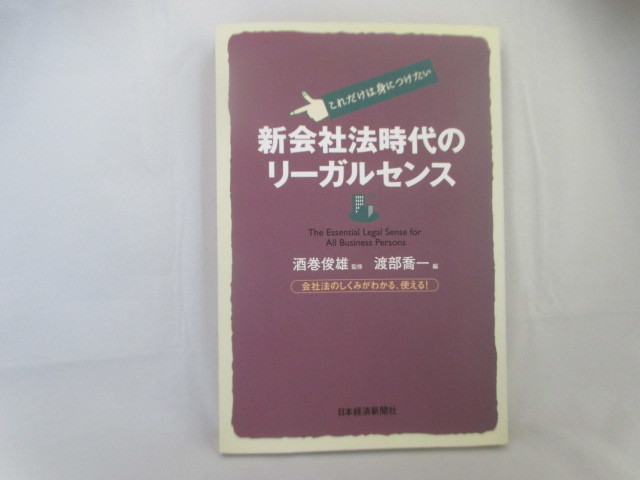 これだけは身につけたい
新会社法時代の
リーガルセンス
The Essential Legal Sense for
All Business Persons
酒巻俊雄 監修 渡部喬一 編
会社法のしくみがわかる、使える!
日本経済新聞社